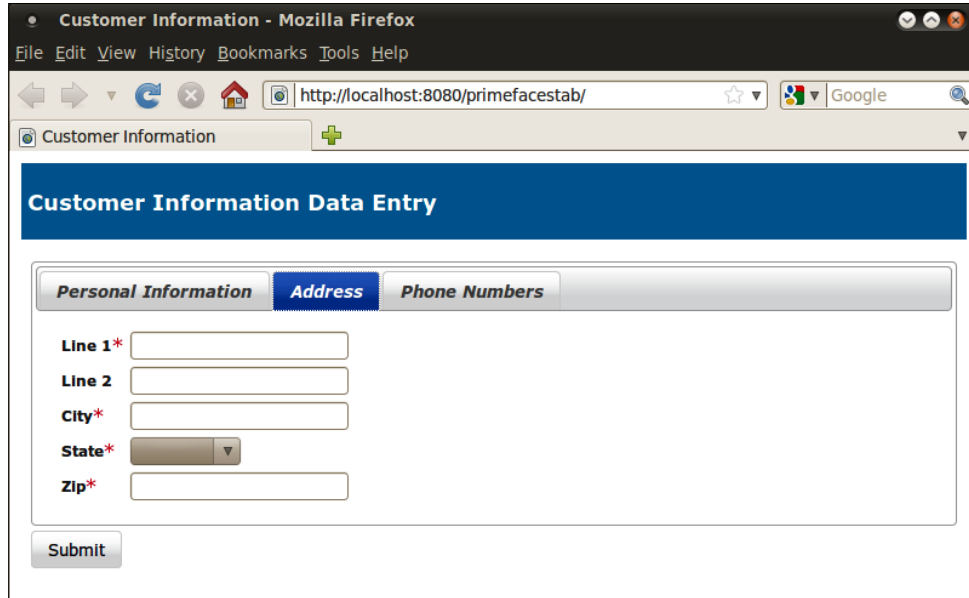 Customer Information - Mozilla Firefox
File Edit View History Bookmarks Tools Help
http://localhost:8080/primefacestab/ Google
Customer Information
Customer Information Data Entry
Personal Information Address Phone Numbers
Line 1*
Line 2
City*
State*
Zip*
Submit